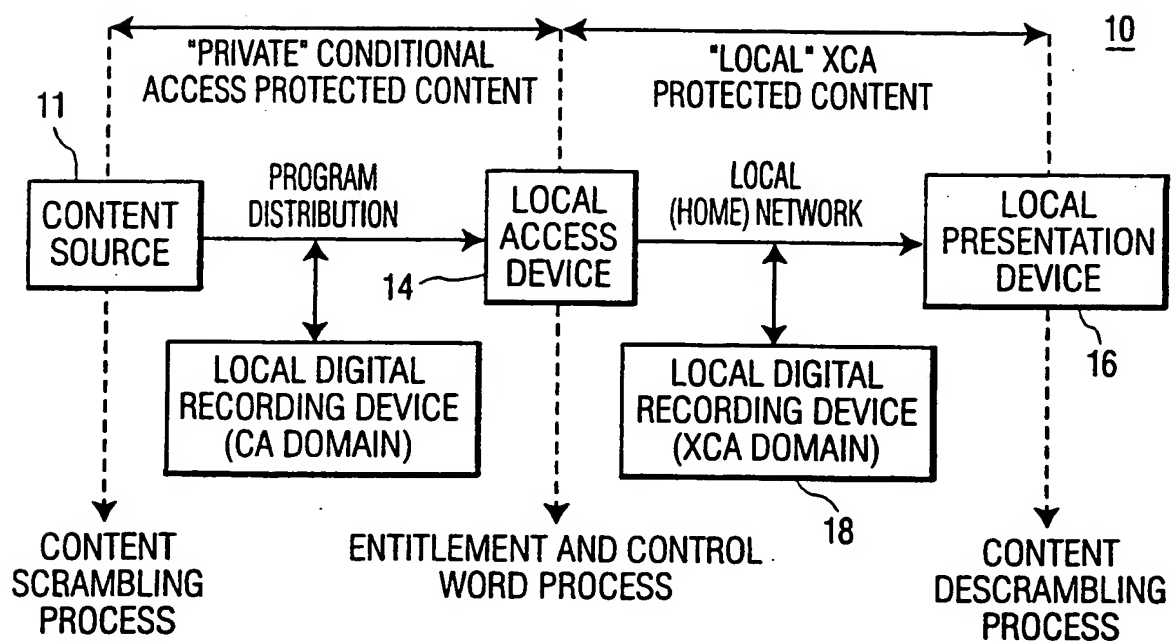 "PRIVATE" CONDITIONAL
ACCESS PROTECTED CONTENT
"LOCAL" XCA
PROTECTED CONTENT
10
11
CONTENT
SOURCE
PROGRAM
DISTRIBUTION
LOCAL
ACCESS
DEVICE
14
LOCAL
(HOME) NETWORK
LOCAL
PRESENTATION
DEVICE
16
LOCAL DIGITAL
RECORDING DEVICE
(CA DOMAIN)
LOCAL DIGITAL
RECORDING DEVICE
(XCA DOMAIN)
18
CONTENT
SCRAMBLING
PROCESS
ENTITLEMENT AND CONTROL
WORD PROCESS
CONTENT
DESCRAMBLING
PROCESS